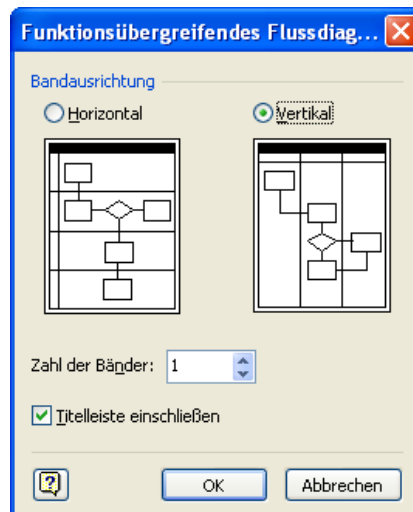 Funktionsübergreifendes Flussdiag...
Bandausrichtung
Horizontal
Vertikal
Zahl der Bänder: 1
Titelleiste einschließen
?
OK
Abbrechen